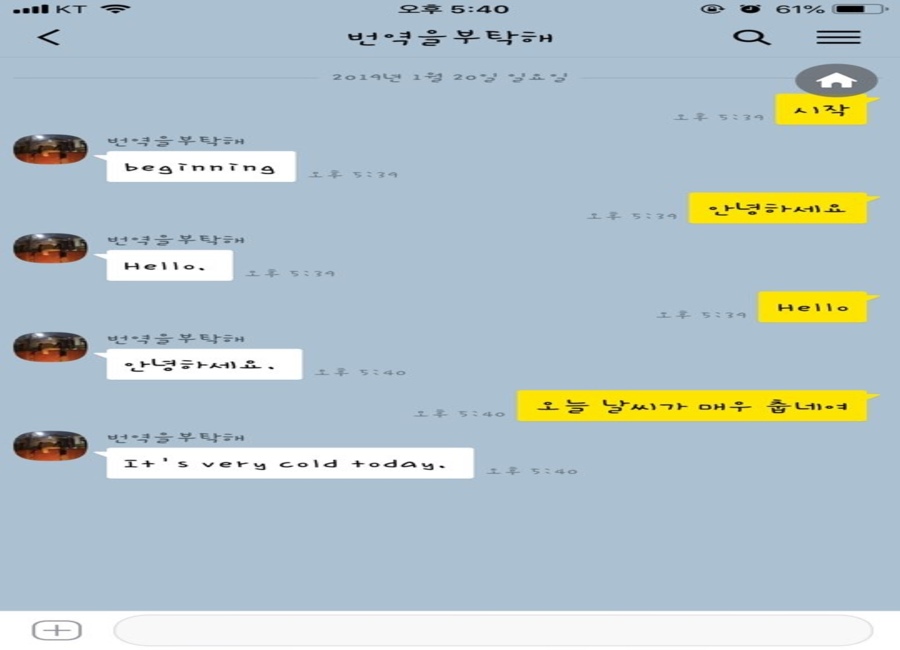 KT 오후 5:40 61%
번역을부탁해
2019년 1월 20일 일요일
오후 5:39 시작
번역을부탁해
beginning 오후 5:39
오후 5:39 안녕하세요
번역을부탁해
Hello. 오후 5:39
오후 5:39 Hello
번역을부탁해
안녕하세요. 오후 5:40
오후 5:40 오늘 날씨가 매우 춥네여
번역을부탁해
It's very cold today. 오후 5:40